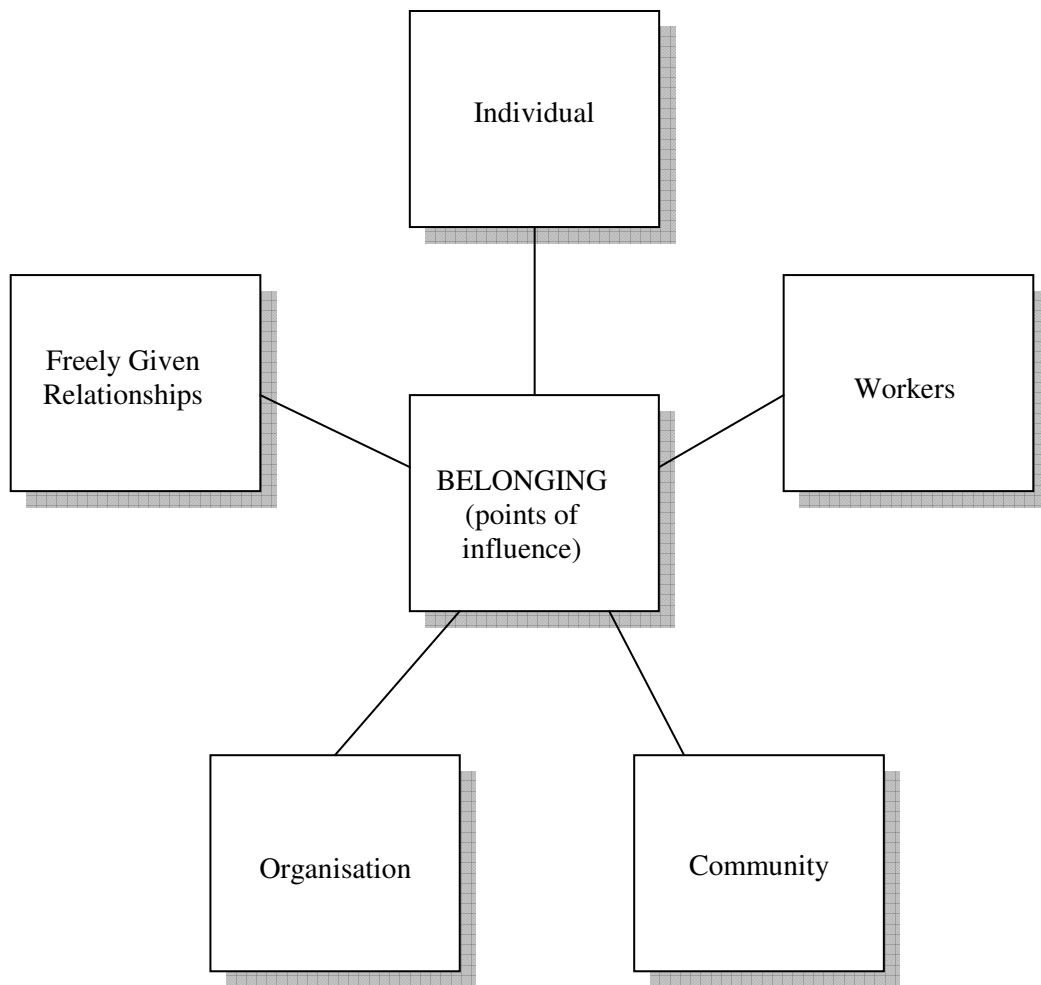 Individual
Freely Given
Relationships
Workers
BELONGING
(points of
influence)
Organisation
Community